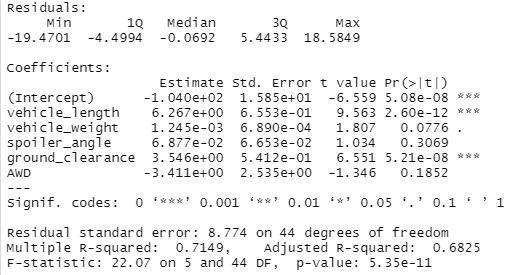 Residuals:
     Min       1Q   Median       3Q      Max
-19.4701  -4.4994  -0.0692   5.4433  18.5849
Coefficients:
                   Estimate Std. Error t value Pr(>|t|)
(Intercept)      -1.040e+02  1.585e+01  -6.559 5.08e-08 ***
vehicle_length    6.267e+00  6.553e-01   9.563 2.60e-12 ***
vehicle_weight    1.245e-03  6.890e-04   1.807   0.0776 .
spoiler_angle     6.877e-02  6.653e-02   1.034   0.3069
ground_clearance  3.546e+00  5.412e-01   6.551 5.21e-08 ***
AWD              -3.411e+00  2.535e+00  -1.346   0.1852
---
Signif. codes:  0 ‘***’ 0.001 ‘**’ 0.01 ‘*’ 0.05 ‘.’ 0.1 ‘ ’ 1
Residual standard error: 8.774 on 44 degrees of freedom
Multiple R-squared:  0.7149,    Adjusted R-squared:  0.6825
F-statistic: 22.07 on 5 and 44 DF,  p-value: 5.35e-11